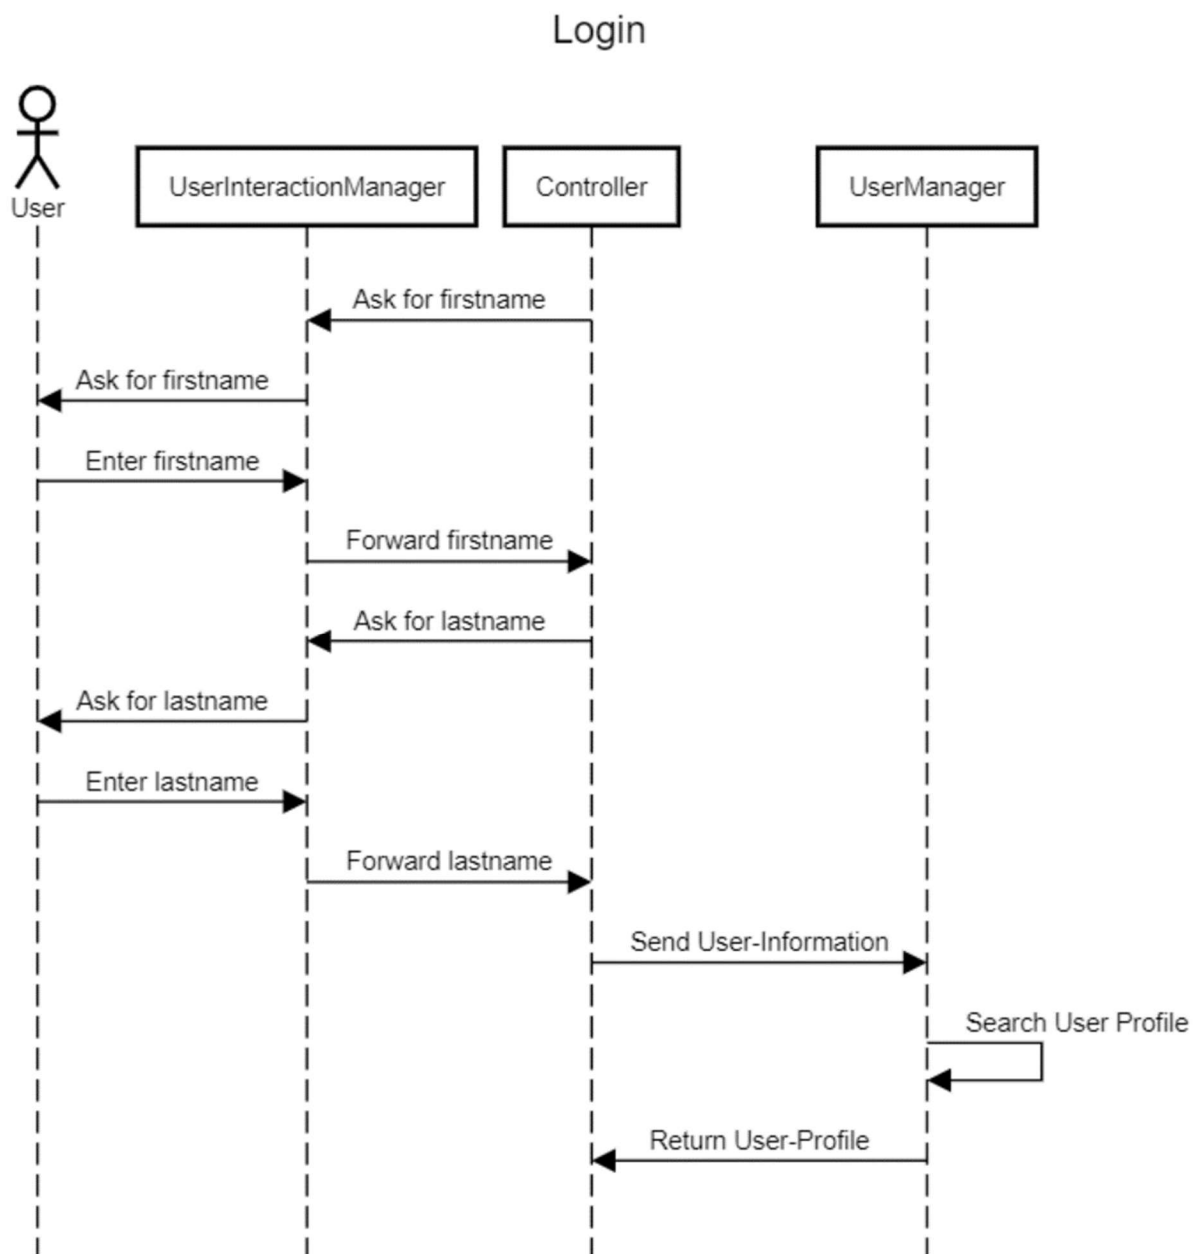 Login
User
UserInteractionManager
Controller
UserManager
Ask for firstname
Ask for firstname
Enter firstname
Forward firstname
Ask for lastname
Ask for lastname
Enter lastname
Forward lastname
Send User-Information
Search User Profile
Return User-Profile